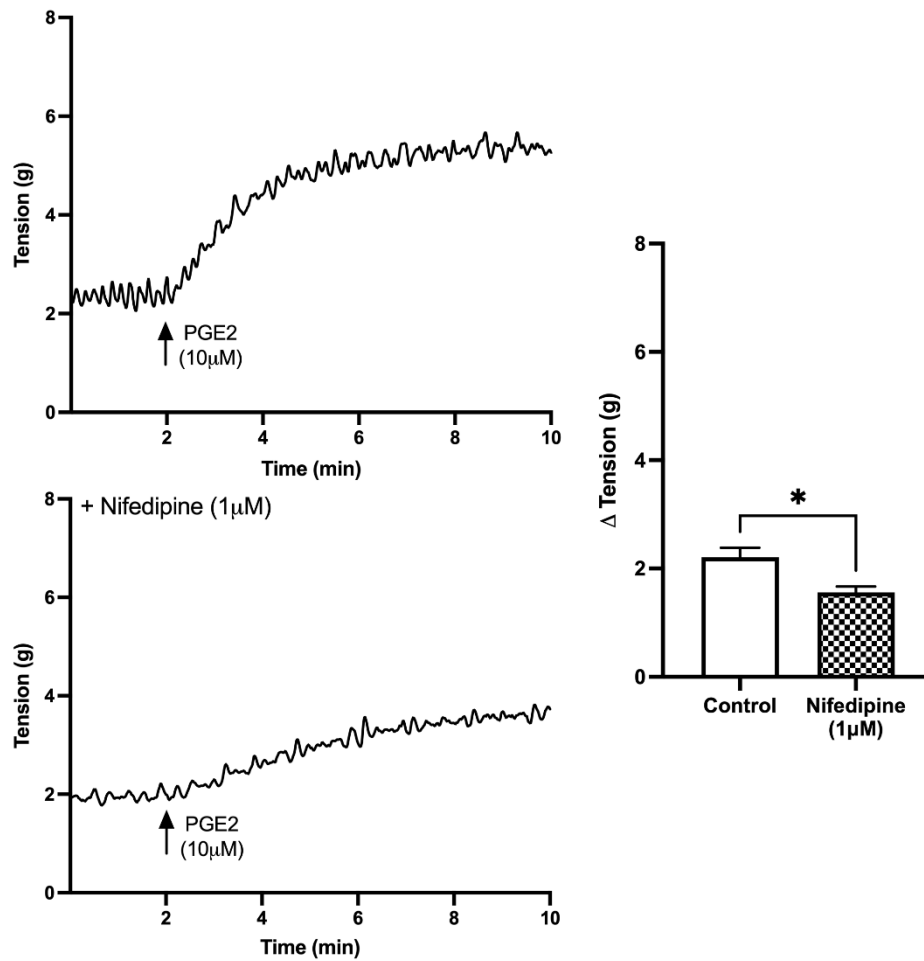 8
6
4
2
0
Tension (g)
PGE2
(10μM)
2
4
6
8
10
Time (min)
+ Nifedipine (1μM)
8
6
4
2
0
Tension (g)
PGE2
(10μM)
2
4
6
8
10
Time (min)
8
6
4
2
0
Δ Tension (g)
*
Control
Nifedipine
(1μM)